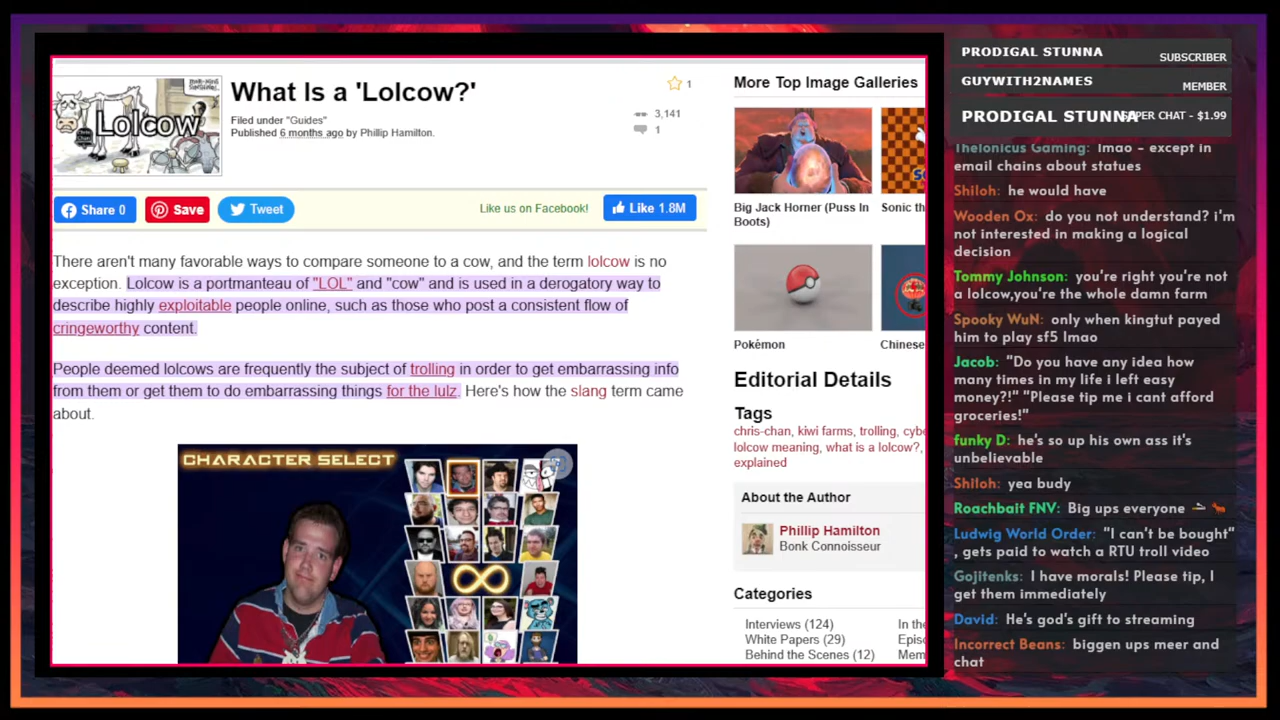 Lolcow
What Is a 'Lolcow?'
Filed under "Guides"
Published 6 months ago by Phillip Hamilton.
1
3,141
1
Share 0
Save
Tweet
Like us on Facebook!
Like 1.8M
There aren't many favorable ways to compare someone to a cow, and the term lolcow is no
exception. Lolcow is a portmanteau of "LOL" and "cow" and is used in a derogatory way to
describe highly exploitable people online, such as those who post a consistent flow of
cringeworthy content.
People deemed lolcows are frequently the subject of trolling in order to get embarrassing info
from them or get them to do embarrassing things for the lulz. Here's how the slang term came
about.
CHARACTER SELECT
More Top Image Galleries
Big Jack Horner (Puss In
Boots)
Sonic th
Pokémon
Chinese
Editorial Details
Tags
chris-chan, kiwi farms, trolling, cybe
lolcow meaning, what is a lolcow?,
explained
About the Author
Phillip Hamilton
Bonk Connoisseur
Categories
Interviews (124)
White Papers (29)
Behind the Scenes (12)
In the
Episo
Mem
PRODIGAL STUNNA
SUBSCRIBER
GUYWITH2NAMES
MEMBER
PRODIGAL STUNNA
SUPER CHAT - $1.99
Thelonicus Gaming: lmao - except in
email chains about statues
Shiloh: he would have
Wooden Ox: do you not understand? i'm
not interested in making a logical
decision
Tommy Johnson: you're right you're not
a lolcow,you're the whole damn farm
Spooky WuN: only when kingtut payed
him to play sf5 lmao
Jacob: "Do you have any idea how
many times in my life i left easy
money?!" "Please tip me i cant afford
groceries!"
funky D: he's so up his own ass it's
unbelievable
Shiloh: yea budy
Roachbait FNV: Big ups everyone
Ludwig World Order: "I can't be bought"
, gets paid to watch a RTU troll video
Gojitenks: I have morals! Please tip, I
get them immediately
David: He's god's gift to streaming
Incorrect Beans: biggen ups meer and
chat